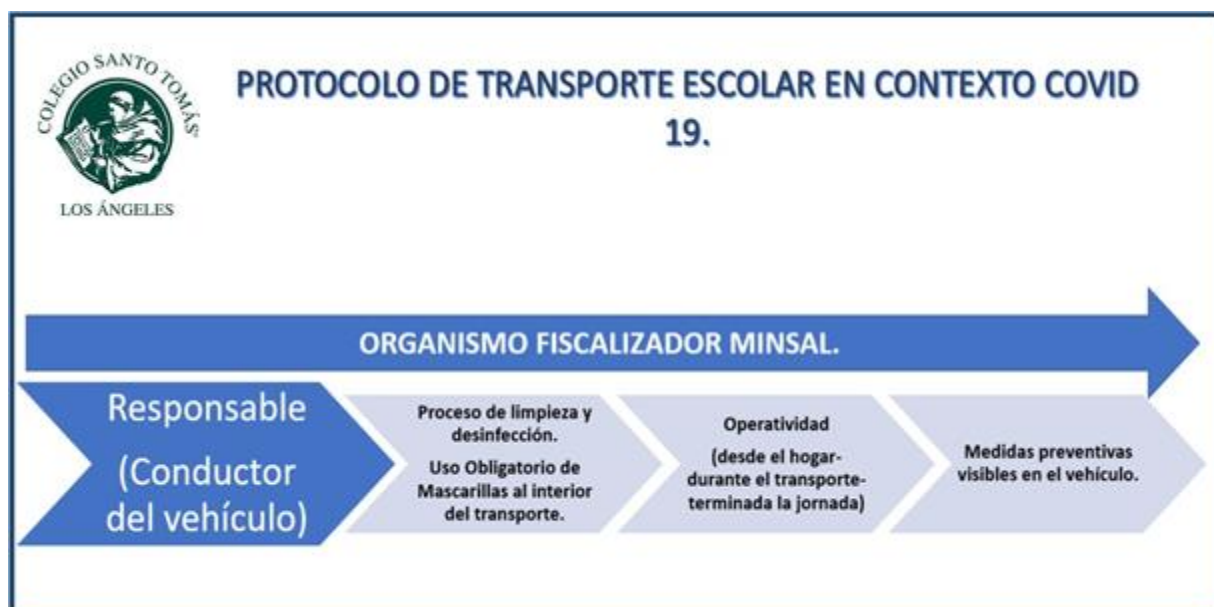 COLEGIO SANTO TOMÁS
LOS ÁNGELES
PROTOCOLO DE TRANSPORTE ESCOLAR EN CONTEXTO COVID
19.
ORGANISMO FISCALIZADOR MINSAL.
Responsable
(Conductor
del vehículo)
Proceso de limpieza y
desinfección.
Uso Obligatorio de
Mascarillas al interior
del transporte.
Operatividad
(desde el hogar-
durante el transporte-
terminada la jornada)
Medidas preventivas
visibles en el vehículo.